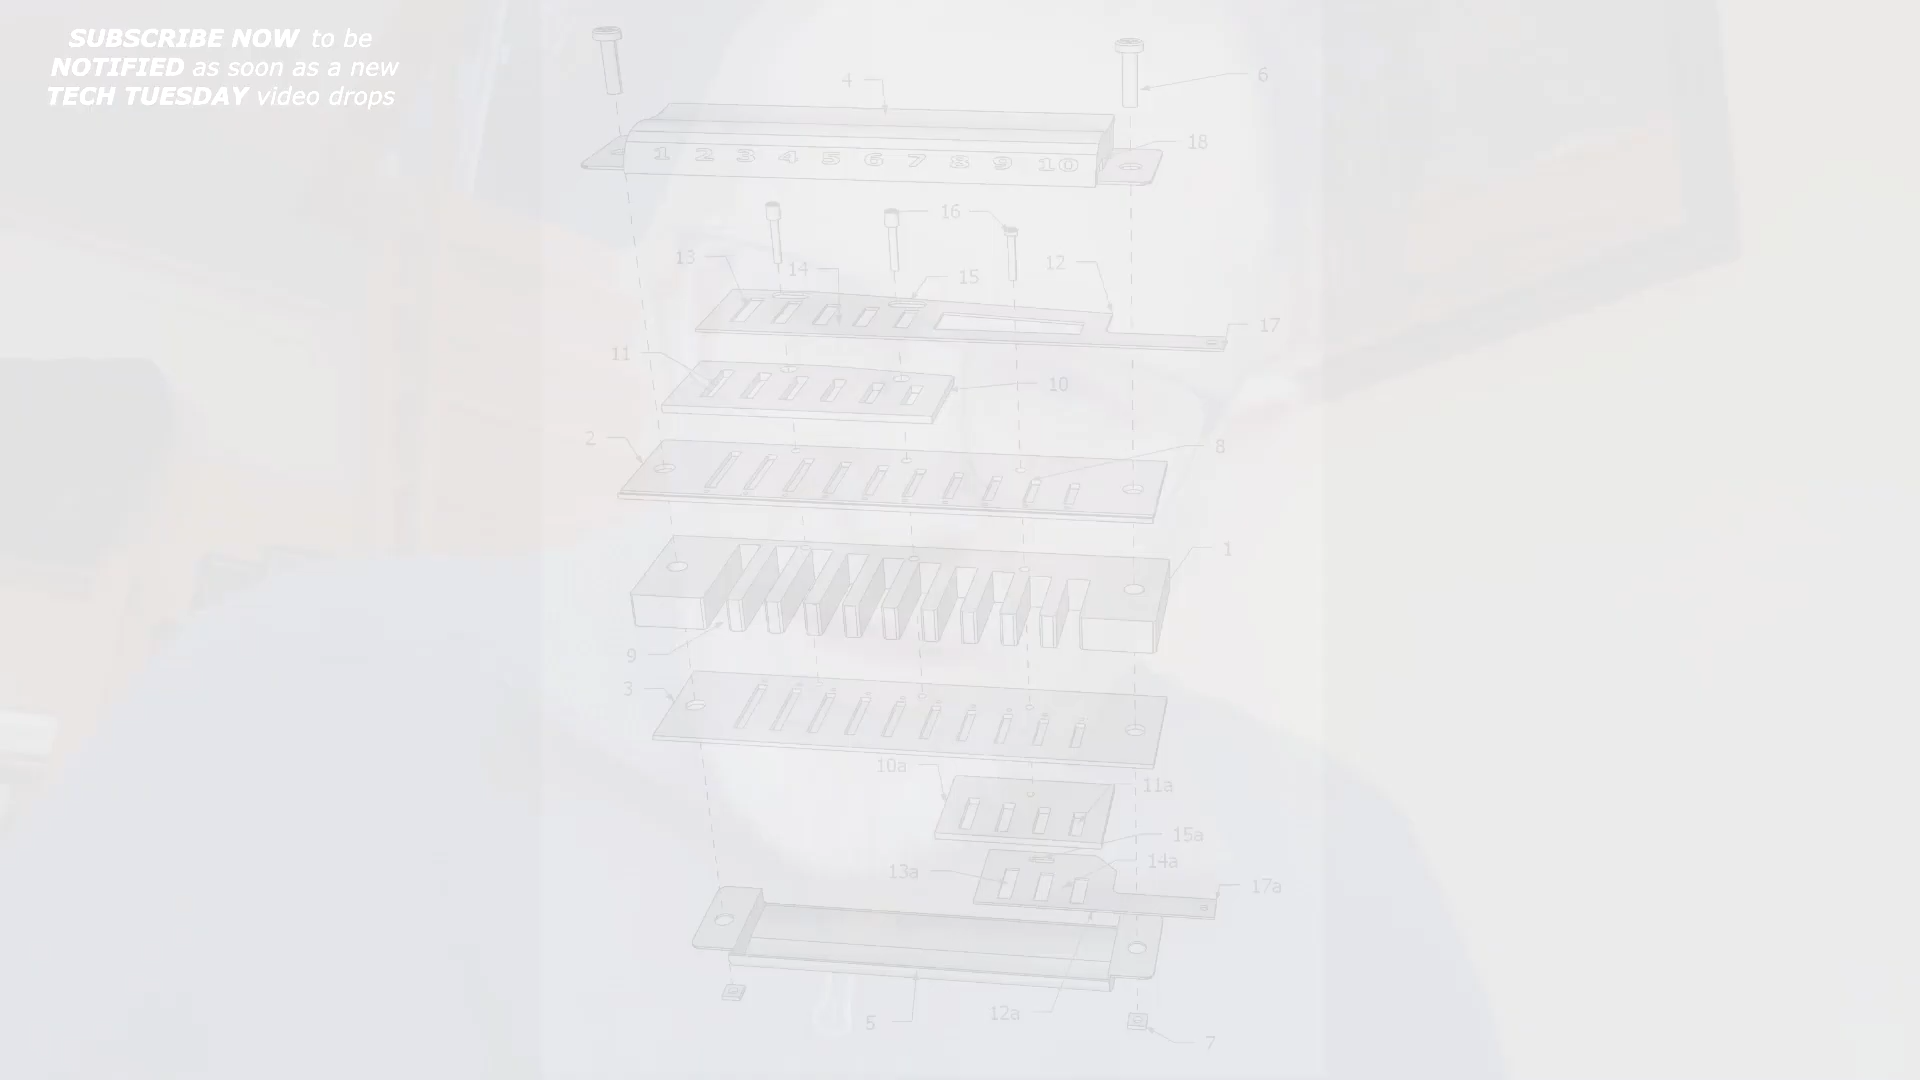 SUBSCRIBE NOW to be
NOTIFIED as soon as a new
TECH TUESDAY video drops
4
6
18
1 2 3 4 5 6 7 8 9 10
16
13
14
15
12
17
11
10
2
8
1
9
3
10a
11a
15a
14a
13a
17a
12a
5
7